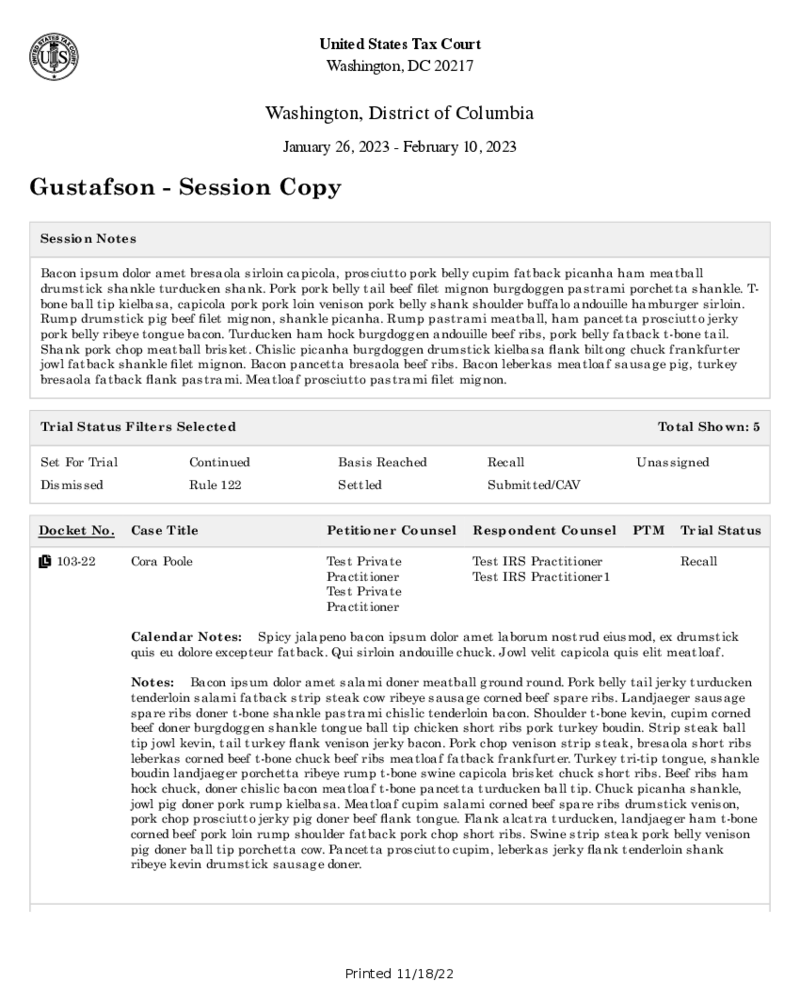 UNITED STATES TAX COURT
US
United States Tax Court
Washington, DC 20217
Washington, District of Columbia
January 26, 2023 - February 10, 2023
Gustafson - Session Copy
Session Notes
Bacon ipsum dolor amet bresaola sirloin capicola, prosciutto pork belly cupim fatback picanha ham meatball
drumstick shankle turducken shank. Pork pork belly tail beef filet mignon burgdoggen pastrami porchetta shankle. T-
bone ball tip kielbasa, capicola pork pork loin venison pork belly shank shoulder buffalo andouille hamburger sirloin.
Rump drumstick pig beef filet mignon, shankle picanha. Rump pastrami meatball, ham pancetta prosciutto jerky
pork belly ribeye tongue bacon. Turducken ham hock burgdoggen andouille beef ribs, pork belly fatback t-bone tail.
Shank pork chop meatball brisket. Chislic picanha burgdoggen drumstick kielbasa flank biltong chuck frankfurter
jowl fatback shankle filet mignon. Bacon pancetta bresaola beef ribs. Bacon leberkas meatloaf sausage pig, turkey
bresaola fatback flank pastrami. Meatloaf prosciutto pastrami filet mignon.
Trial Status Filters Selected Total Shown: 5
Set For Trial Continued Basis Reached Recall Unassigned
Dismissed Rule 122 Settled Submitted/CAV
Docket No. Case Title Petitioner Counsel Respondent Counsel PTM Trial Status
103-22 Cora Poole Test Private Test IRS Practitioner Recall
Practitioner Test IRS Practitioner1
Test Private
Practitioner
Calendar Notes: Spicy jalapeno bacon ipsum dolor amet laborum nostrud eiusmod, ex drumstick
quis eu dolore excepteur fatback. Qui sirloin andouille chuck. Jowl velit capicola quis elit meatloaf.
Notes: Bacon ipsum dolor amet salami doner meatball ground round. Pork belly tail jerky turducken
tenderloin salami fatback strip steak cow ribeye sausage corned beef spare ribs. Landjaeger sausage
spare ribs doner t-bone shankle pastrami chislic tenderloin bacon. Shoulder t-bone kevin, cupim corned
beef doner burgdoggen shankle tongue ball tip chicken short ribs pork turkey boudin. Strip steak ball
tip jowl kevin, tail turkey flank venison jerky bacon. Pork chop venison strip steak, bresaola short ribs
leberkas corned beef t-bone chuck beef ribs meatloaf fatback frankfurter. Turkey tri-tip tongue, shankle
boudin landjaeger porchetta ribeye rump t-bone swine capicola brisket chuck short ribs. Beef ribs ham
hock chuck, doner chislic bacon meatloaf t-bone pancetta turducken ball tip. Chuck picanha shankle,
jowl pig doner pork rump kielbasa. Meatloaf cupim salami corned beef spare ribs drumstick venison,
pork chop prosciutto jerky pig doner beef flank tongue. Flank alcatra turducken, landjaeger ham t-bone
corned beef pork loin rump shoulder fatback pork chop short ribs. Swine strip steak pork belly venison
pig doner ball tip porchetta cow. Pancetta prosciutto cupim, leberkas jerky flank tenderloin shank
ribeye kevin drumstick sausage doner.
Printed 11/18/22